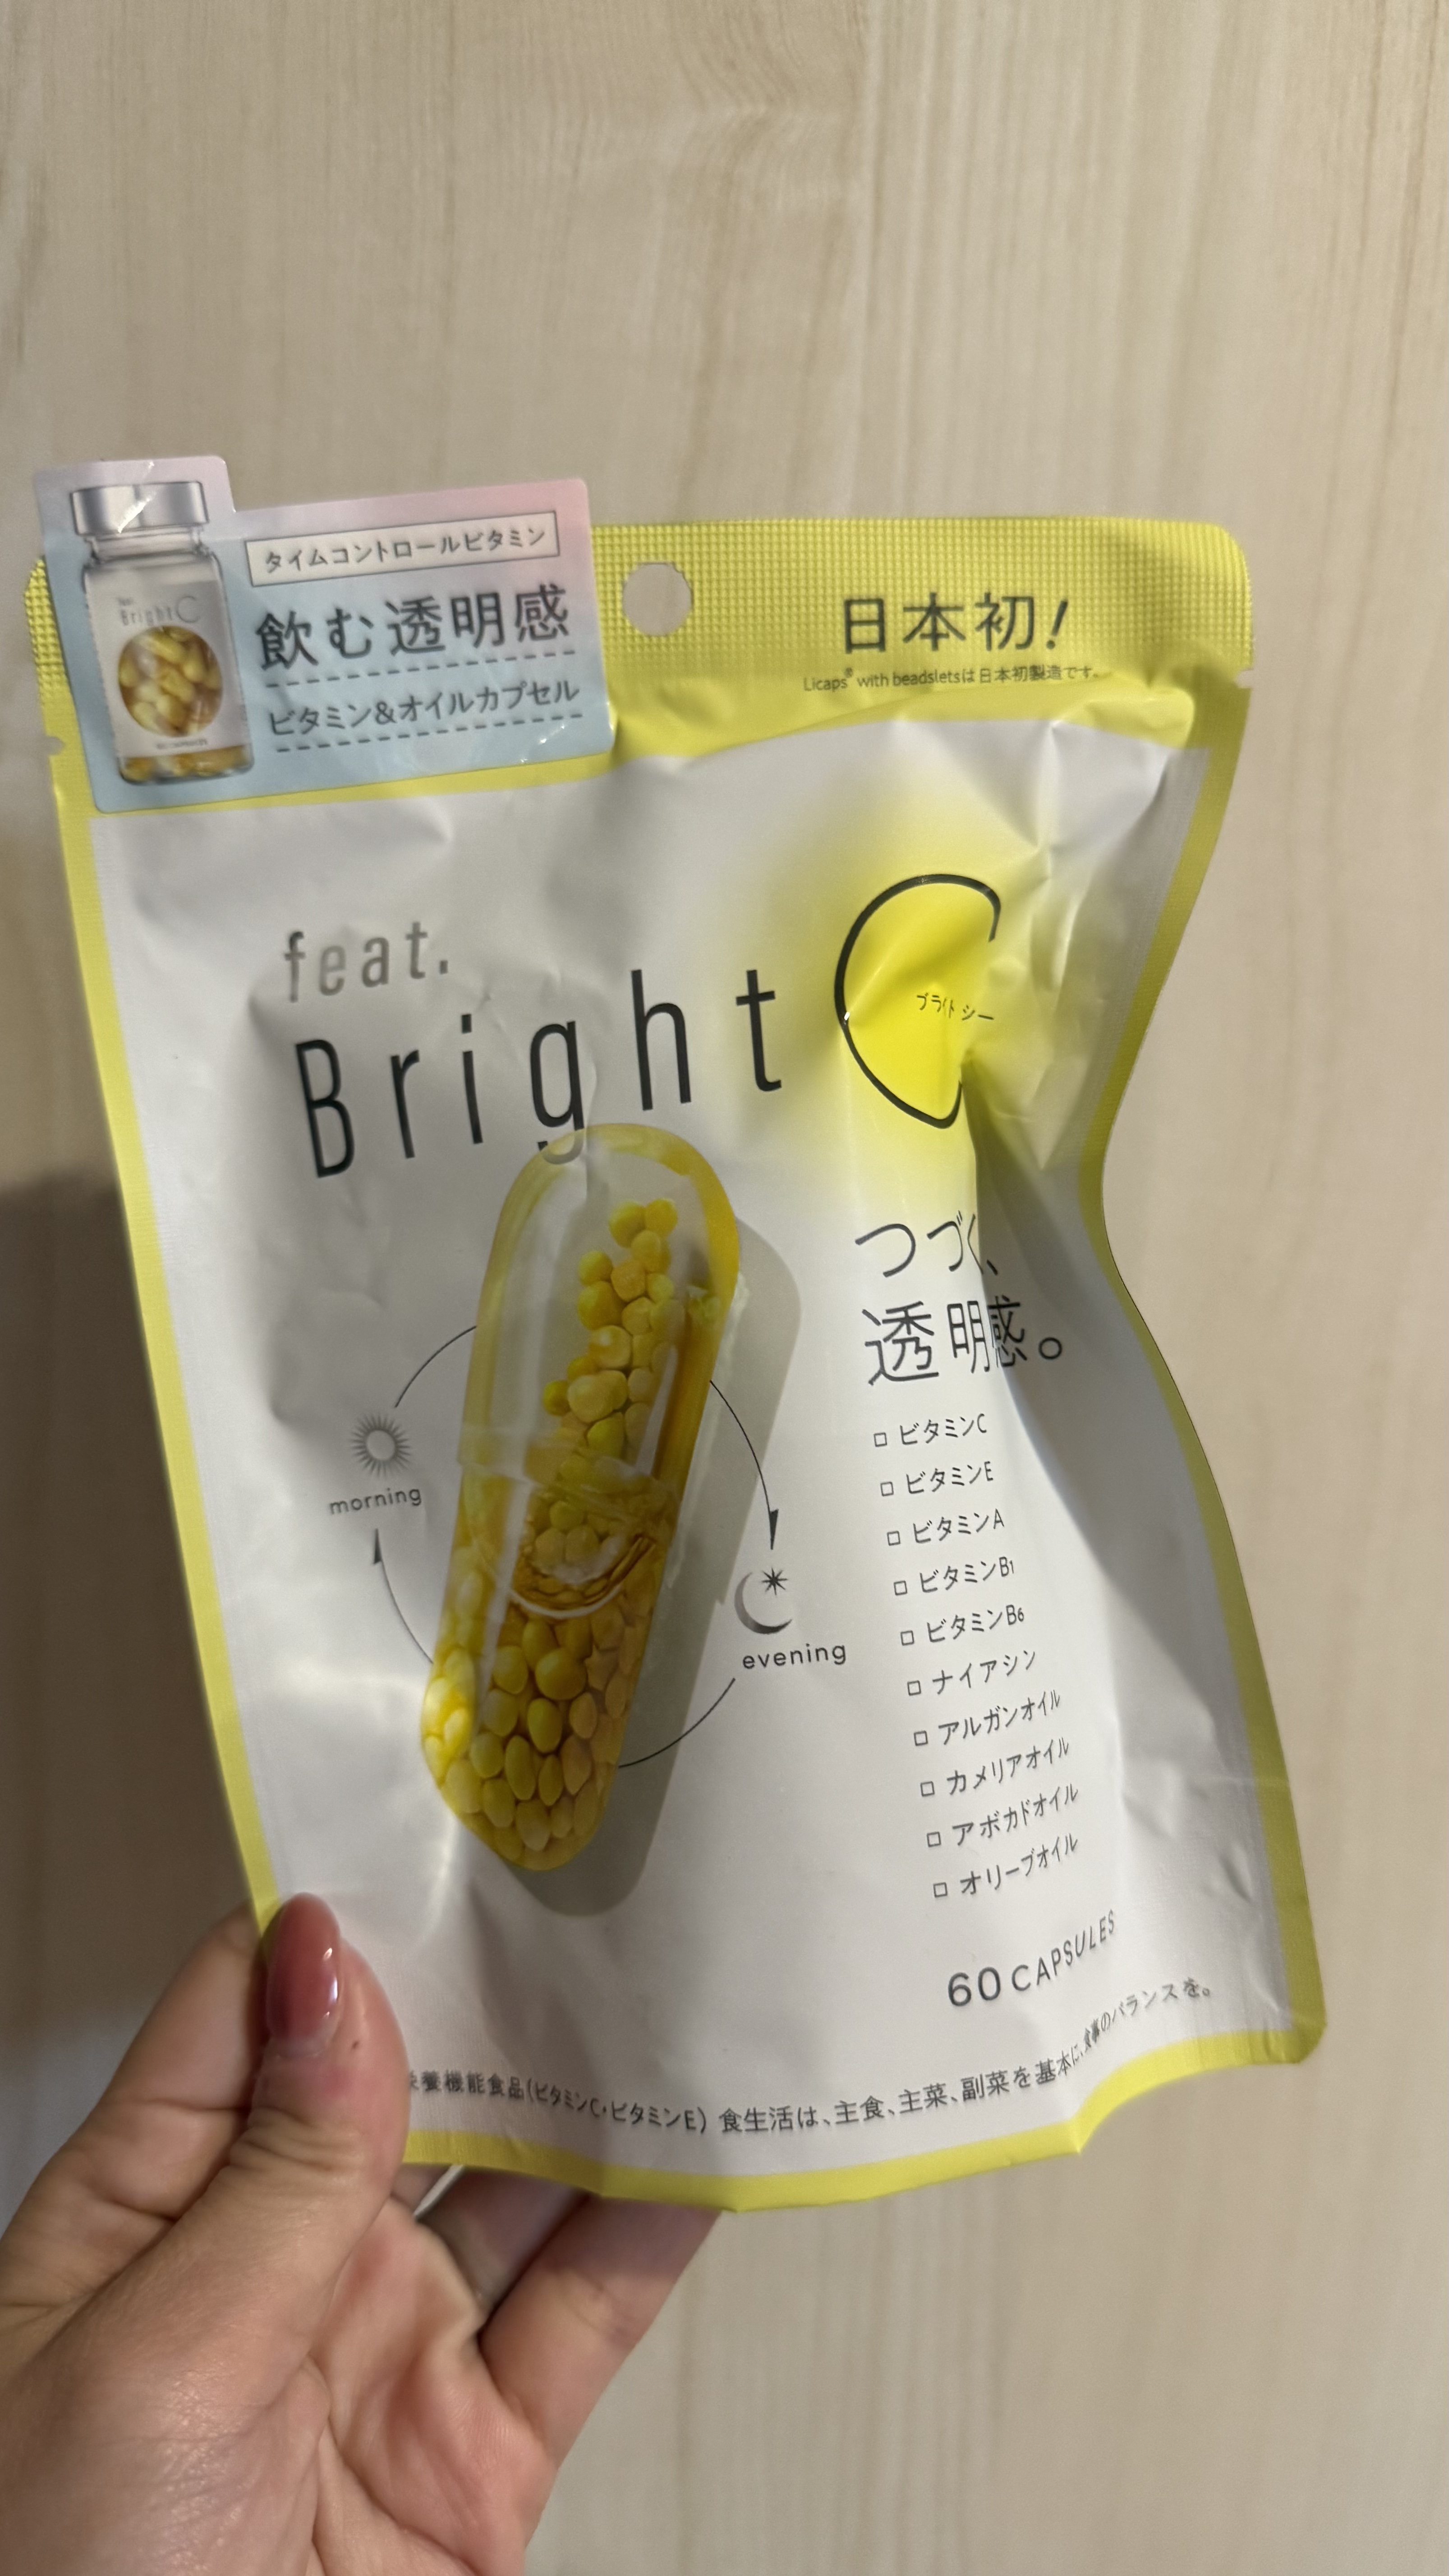 タイムコントロールビタミン
飲む透明感
ビタミン&オイルカプセル
Bright C
日本初!
Licaps® with beadsletsは日本初製造です。
feat.
Bright C
ブライトシー
つづく、
透明感。
□ ビタミンC
□ ビタミンE
□ ビタミンA
□ ビタミンB1
□ ビタミンB6
□ ナイアシン
□ アルガンオイル
□ カメリアオイル
□ アボカドオイル
□ オリーブオイル
morning
evening
60 CAPSULES
養機能食品(ビタミンC・ビタミンE) 食生活は、主食、主菜、副菜を基本に、食事のバランスを。